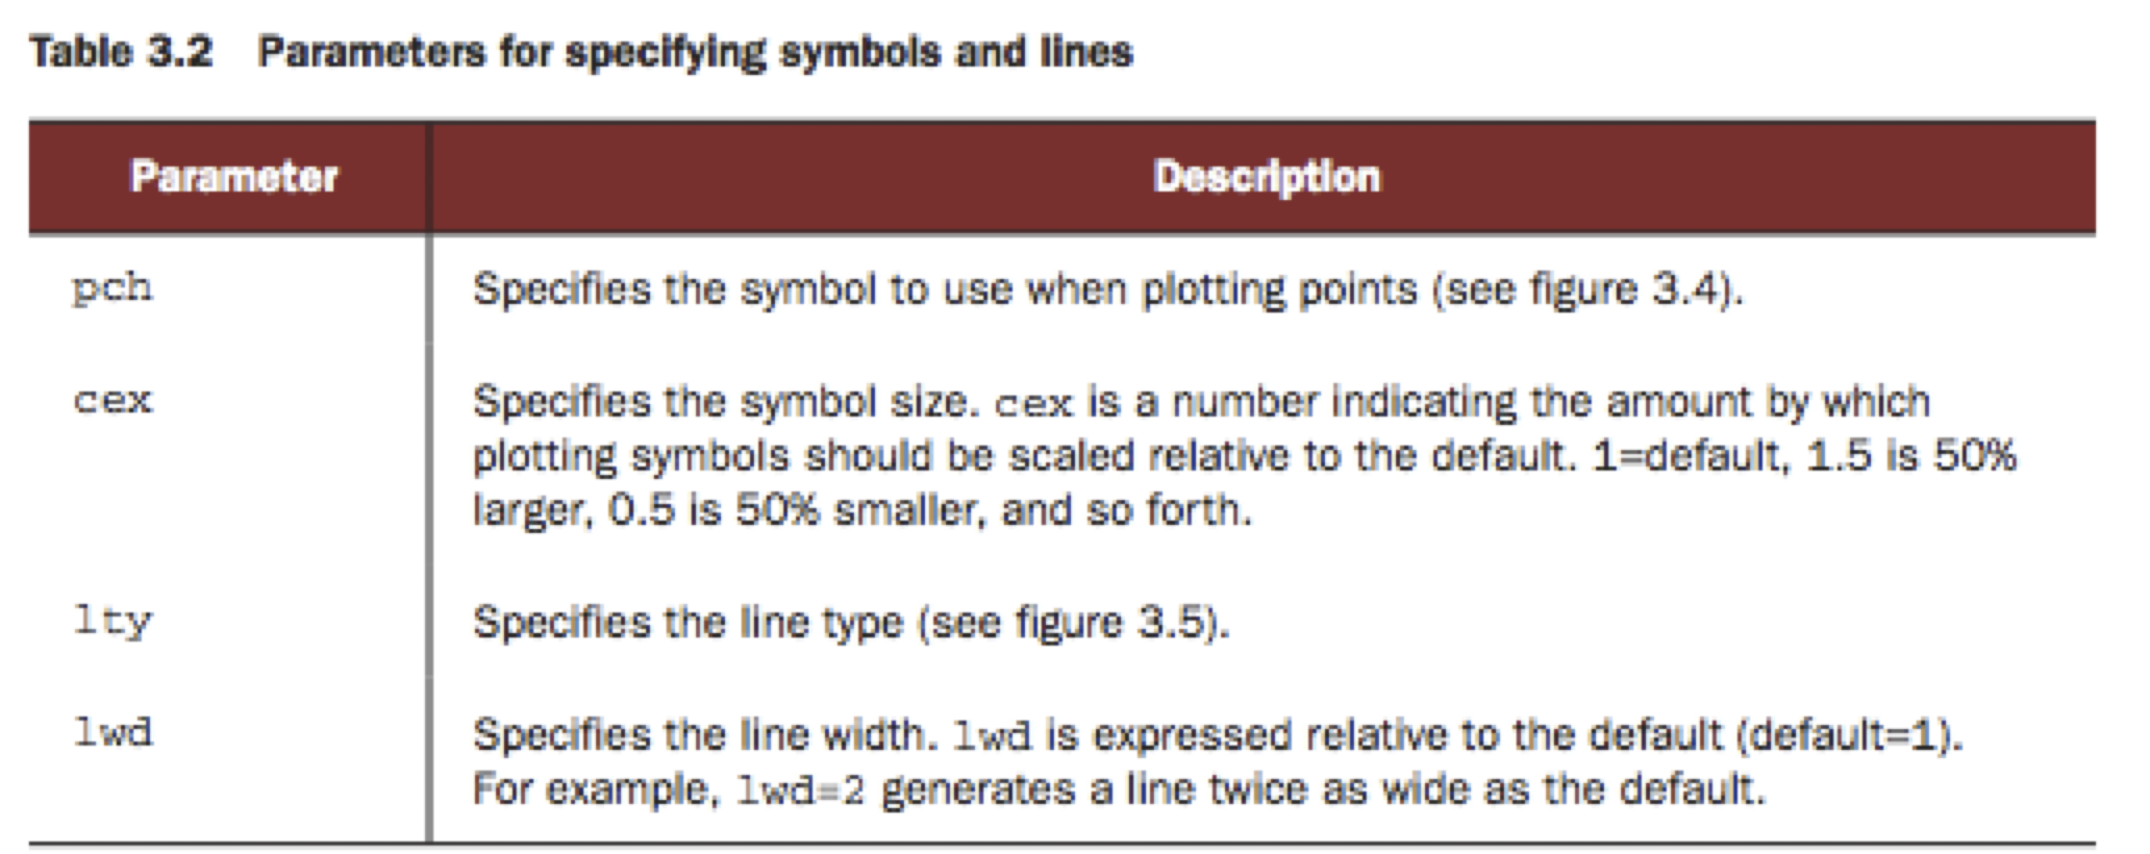 Table 3.2 Parameters for specifying symbols and lines
Parameter Description
pch Specifies the symbol to use when plotting points (see figure 3.4).
cex Specifies the symbol size. cex is a number indicating the amount by which
plotting symbols should be scaled relative to the default. 1=default, 1.5 is 50%
larger, 0.5 is 50% smaller, and so forth.
lty Specifies the line type (see figure 3.5).
lwd Specifies the line width. lwd is expressed relative to the default (default=1).
For example, lwd=2 generates a line twice as wide as the default.